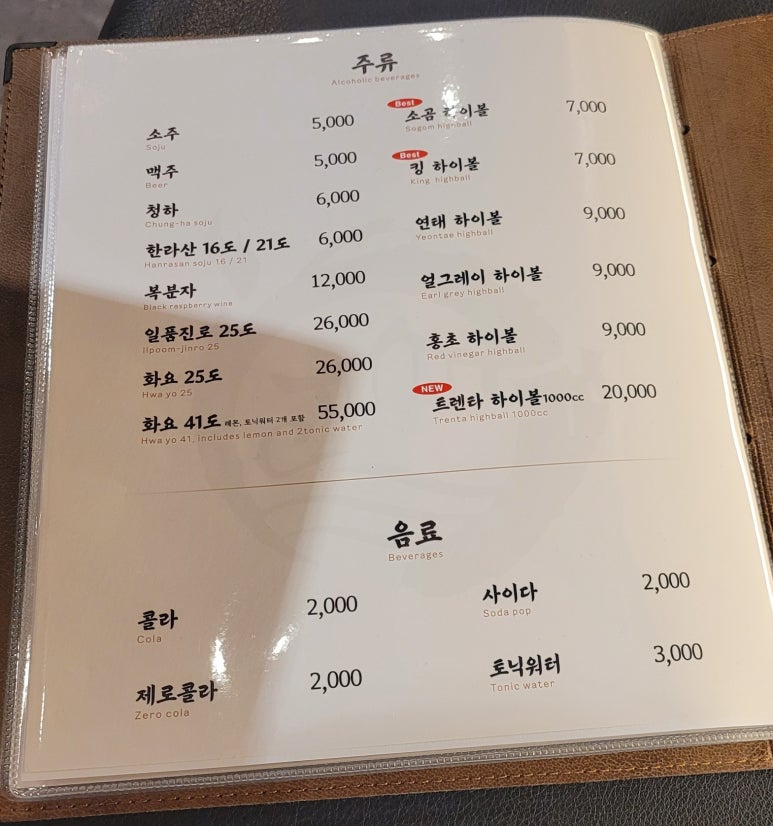 주류
Alcoholic beverages
소주 5,000
Soju
맥주 5,000
Beer
청하 6,000
Chung-ha soju
한라산 16도 / 21도 6,000
Hanrasan soju 16 / 21
복분자 12,000
Black raspberry wine
일품진로 25도 26,000
Ilpoom-jinro 25
화요 25도 26,000
Hwa yo 25
화요 41도 레몬, 토닉워터 2개 포함 55,000
Hwa yo 41, includes lemon and 2tonic water
Best
소곰 하이볼 7,000
Sogom highball
Best
킹 하이볼 7,000
King highball
연태 하이볼 9,000
Yeontae highball
얼그레이 하이볼 9,000
Earl grey highball
홍초 하이볼 9,000
Red vinegar highball
NEW
트렌타 하이볼1000cc 20,000
Trenta highball 1000cc
음료
Beverages
콜라 2,000
Cola
제로콜라 2,000
Zero cola
사이다 2,000
Soda pop
토닉워터 3,000
Tonic water